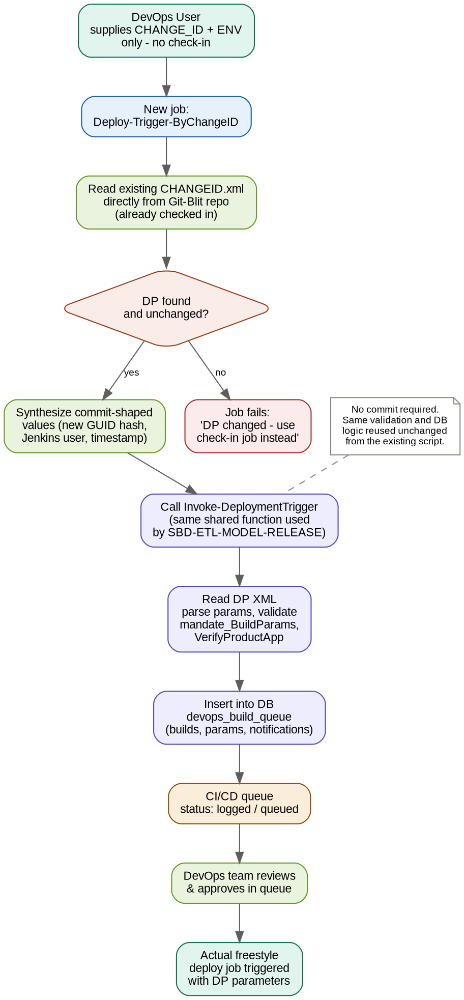 DevOps User
supplies CHANGE_ID + ENV
only - no check-in
New job:
Deploy-Trigger-ByChangeID
Read existing CHANGEID.xml
directly from Git-Blit repo
(already checked in)
DP found
and unchanged?
yes
no
Synthesize commit-shaped
values (new GUID hash,
Jenkins user, timestamp)
Job fails:
'DP changed - use
check-in job instead'
No commit required.
Same validation and DB
logic reused unchanged
from the existing script.
Call Invoke-DeploymentTrigger
(same shared function used
by SBD-ETL-MODEL-RELEASE)
Read DP XML
parse params, validate
mandate_BuildParams,
VerifyProductApp
Insert into DB
devops_build_queue
(builds, params, notifications)
CI/CD queue
status: logged / queued
DevOps team reviews
& approves in queue
Actual freestyle
deploy job triggered
with DP parameters